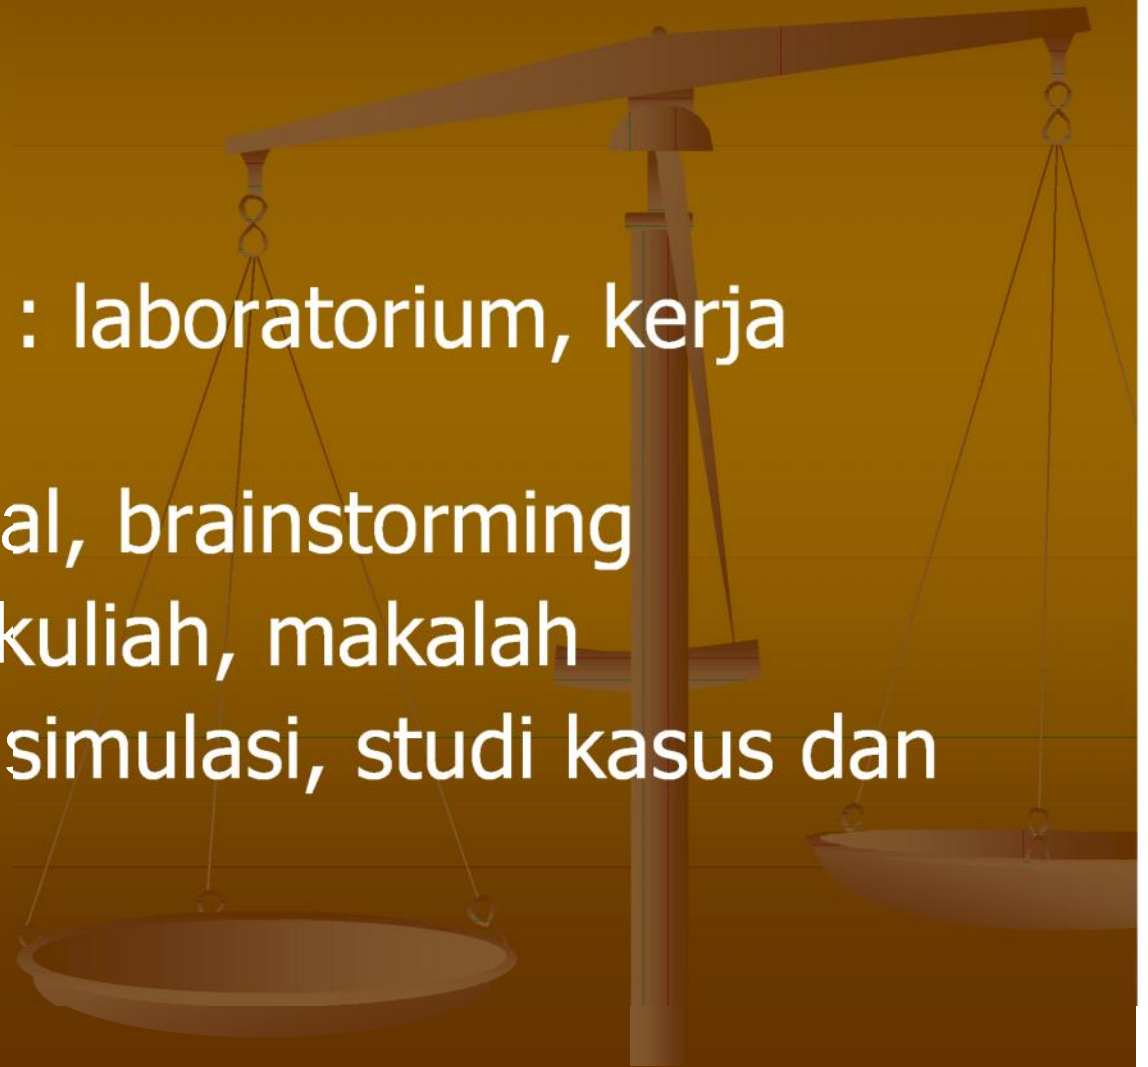 : laboratorium, kerja
al, brainstorming
kuliah, makalah
simulasi, studi kasus dan